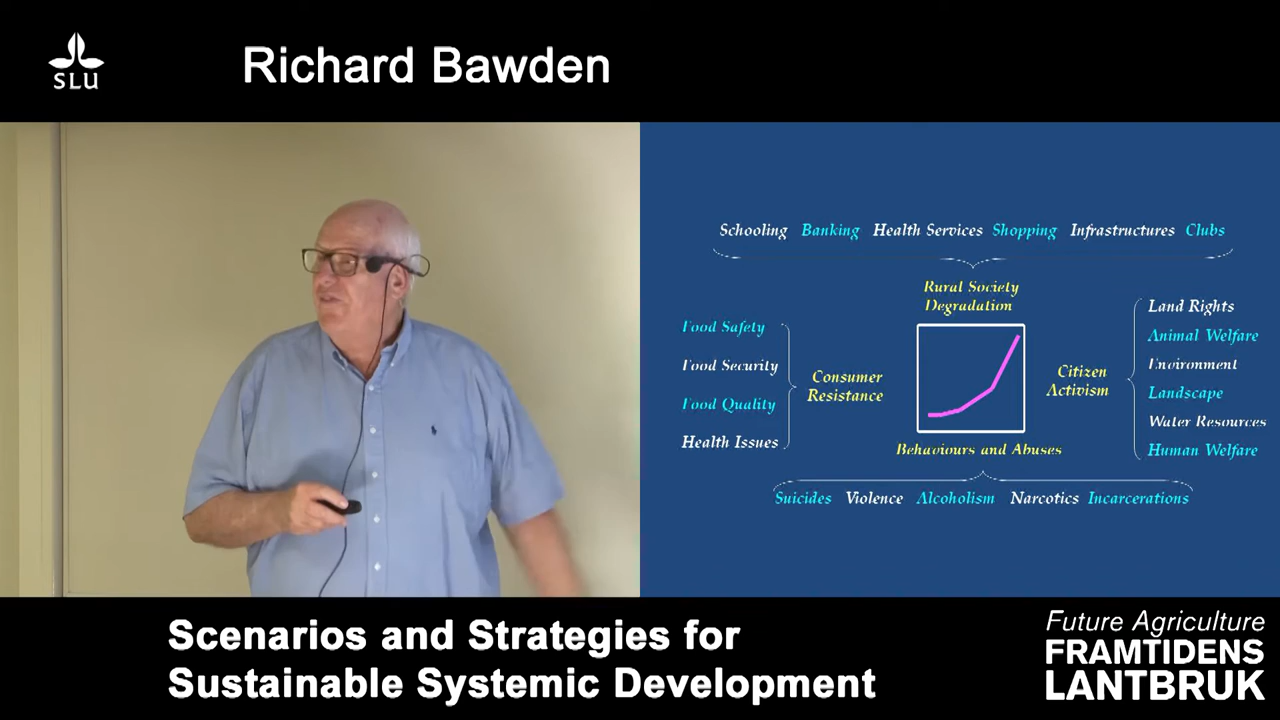 SLU
Richard Bawden
Schooling Banking Health Services Shopping Infrastructures Clubs
Rural Society
Degradation
Food Safety
Food Security
Food Quality
Health Issues
Consumer
Resistance
Citizen
Activism
Land Rights
Animal Welfare
Environment
Landscape
Water Resources
Human Welfare
Behaviours and Abuses
Suicides Violence Alcoholism Narcotics Incarcerations
Scenarios and Strategies for
Sustainable Systemic Development
Future Agriculture
FRAMTIDENS
LANTBRUK